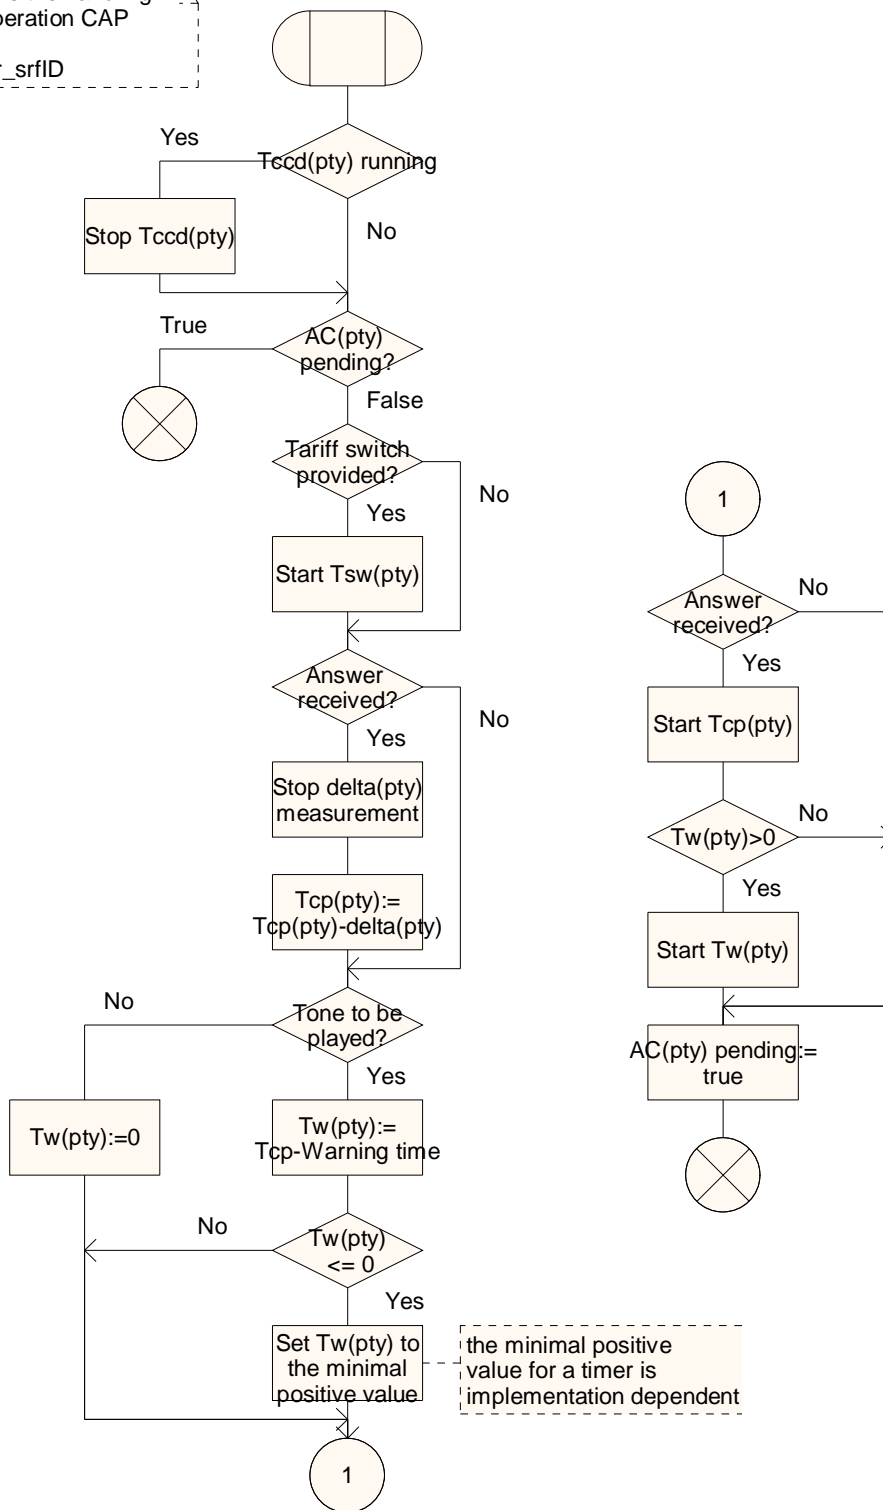 peration CAP
r_srfID
Yes
Tccd(pty) running
Stop Tccd(pty)
No
True
AC(pty)
pending?
False
Tariff switch
provided?
No
Yes
Start Tsw(pty)
Answer
received?
No
Yes
Stop delta(pty)
measurement
Tcp(pty):=
Tcp(pty)-delta(pty)
No
Tone to be
played?
Yes
Tw(pty):=0
Tw(pty):=
Tcp-Warning time
No
Tw(pty)
<= 0
Yes
Set Tw(pty) to
the minimal
positive value
the minimal positive
value for a timer is
implementation dependent
1
1
Answer
received?
No
Yes
Start Tcp(pty)
Tw(pty)>0
No
Yes
Start Tw(pty)
AC(pty) pending:=
true